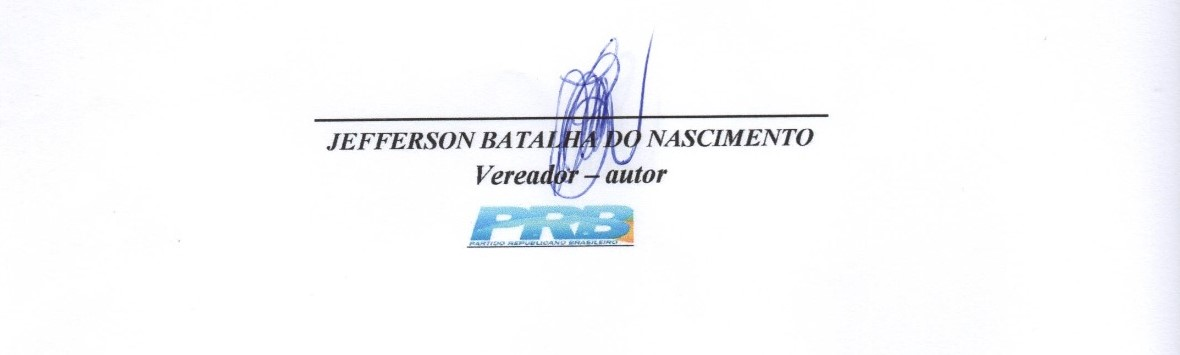 JEFFERSON BATALHA DO NASCIMENTO
Vereador – autor
PRB
PARTIDO REPUBLICANO BRASILEIRO